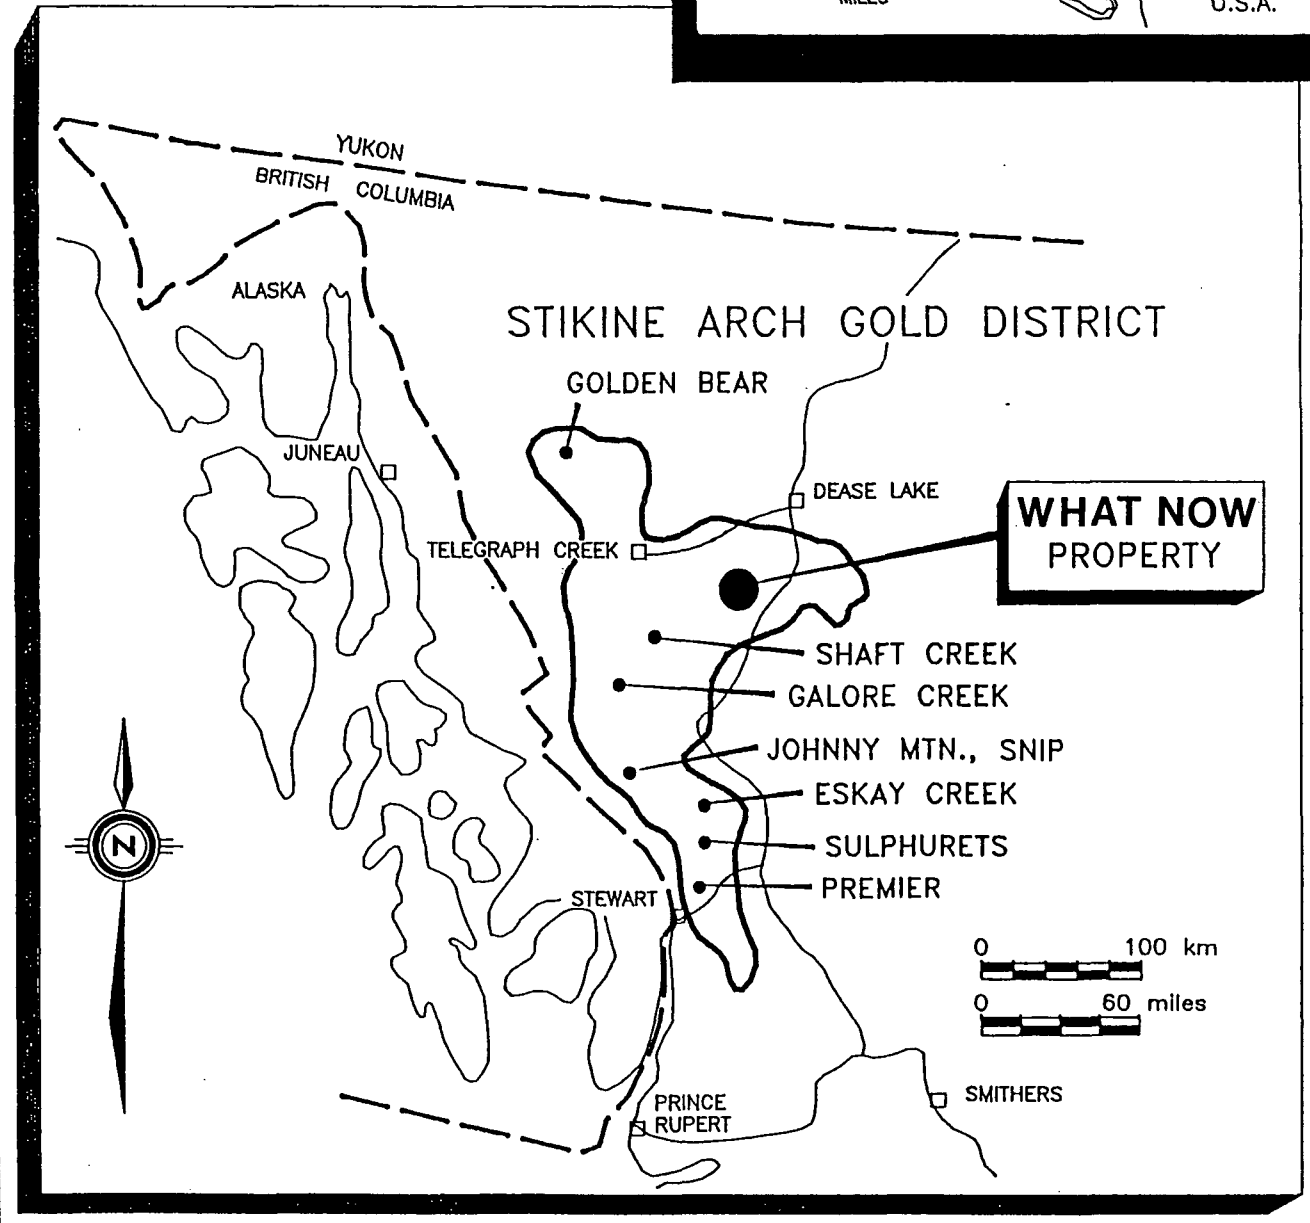 MILES
U.S.A.
YUKON
BRITISH COLUMBIA
ALASKA
STIKINE ARCH GOLD DISTRICT
GOLDEN BEAR
JUNEAU
DEASE LAKE
WHAT NOW
PROPERTY
TELEGRAPH CREEK
SHAFT CREEK
GALORE CREEK
JOHNNY MTN., SNIP
ESKAY CREEK
SULPHURETS
PREMIER
N
STEWART
0 100 km
0 60 miles
SMITHERS
PRINCE
RUPERT